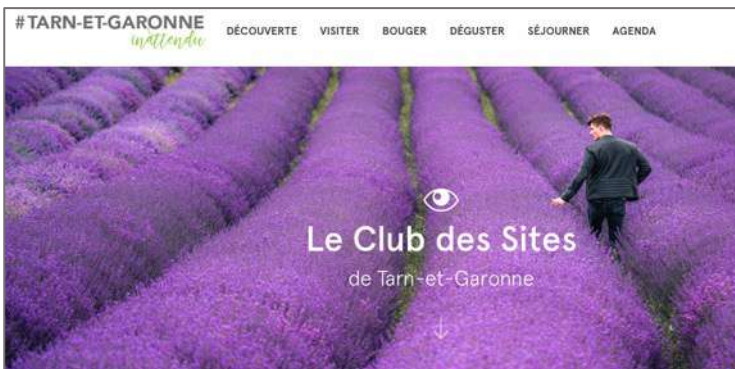 #TARN-ET-GARONNE
inattendu
DÉCOUVERTE VISITER BOUGER DÉGUSTER SÉJOURNER AGENDA
Le Club des Sites
de Tarn-et-Garonne